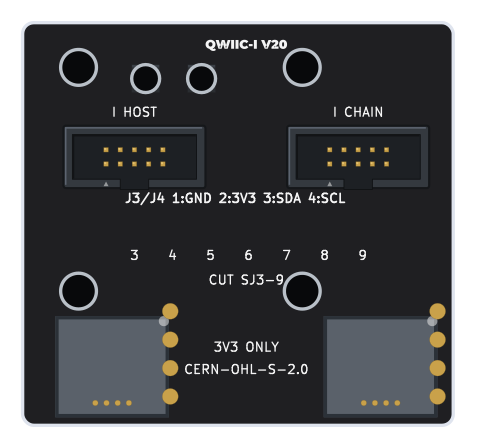 QWIIC-I V20
I HOST
I CHAIN
J3/J4 1:GND 2:3V3 3:SDA 4:SCL
3 4 5 6 7 8 9
CUT SJ3-9
3V3 ONLY
CERN-OHL-S-2.0